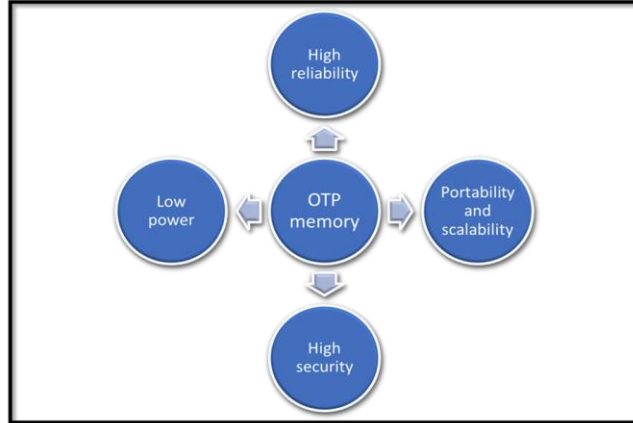 High
reliability
Low
power
OTP
memory
Portability
and
scalability
High
security